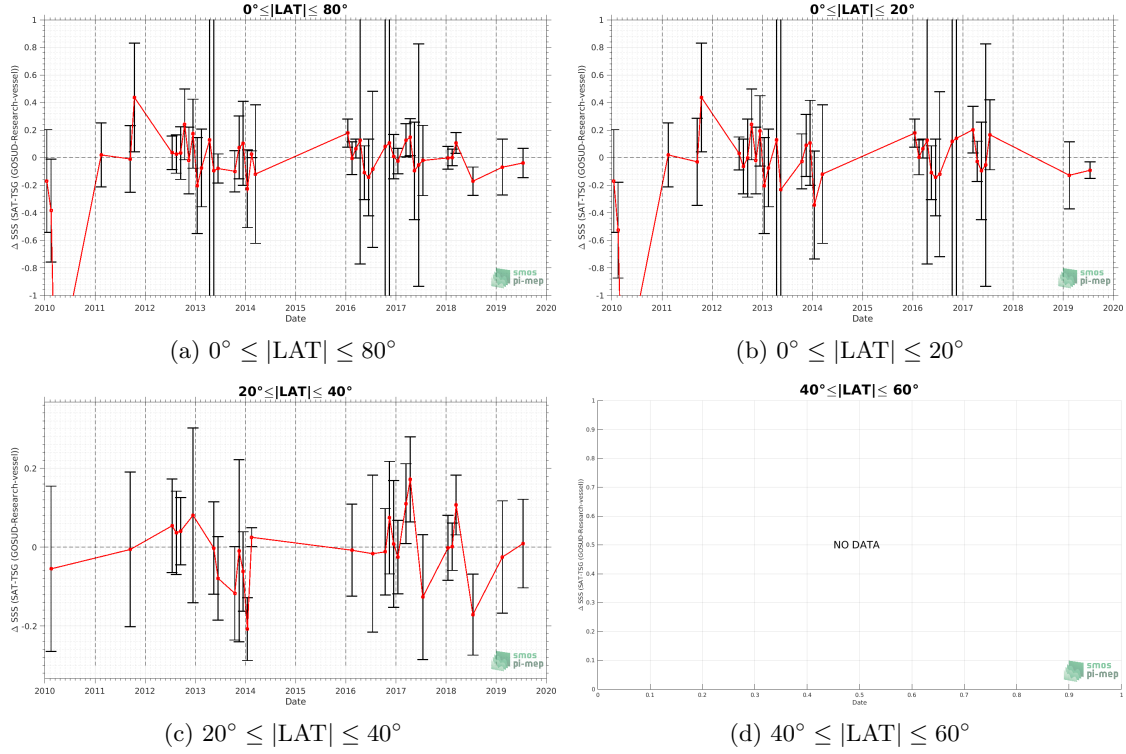 0°≤|LAT|≤ 80°
Δ SSS (SAT-TSG (GOSUD-Research-vessel))
1
0.8
0.6
0.4
0.2
0
-0.2
-0.4
-0.6
-0.8
-1
2010 2011 2012 2013 2014 2015 2016 2017 2018 2019 2020
Date
smos
pi-mep
(a) 0° ≤ |LAT| ≤ 80°
0°≤|LAT|≤ 20°
Δ SSS (SAT-TSG (GOSUD-Research-vessel))
1
0.8
0.6
0.4
0.2
0
-0.2
-0.4
-0.6
-0.8
-1
2010 2011 2012 2013 2014 2015 2016 2017 2018 2019 2020
Date
smos
pi-mep
(b) 0° ≤ |LAT| ≤ 20°
20°≤|LAT|≤ 40°
Δ SSS (SAT-TSG (GOSUD-Research-vessel))
0.2
0
-0.2
2010 2011 2012 2013 2014 2015 2016 2017 2018 2019 2020
Date
smos
pi-mep
(c) 20° ≤ |LAT| ≤ 40°
40°≤|LAT|≤ 60°
Δ SSS (SAT-TSG (GOSUD-Research-vessel))
1
0.9
0.8
0.7
0.6
0.5
0.4
0.3
0.2
0.1
0
NO DATA
0 0.1 0.2 0.3 0.4 0.5 0.6 0.7 0.8 0.9 1
Date
smos
pi-mep
(d) 40° ≤ |LAT| ≤ 60°